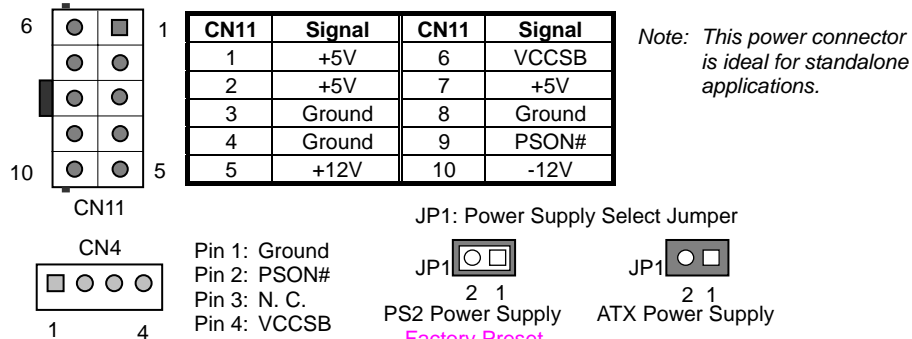 6 1
10 5
CN11
CN11 Signal CN11 Signal
1 +5V 6 VCCSB
2 +5V 7 +5V
3 Ground 8 Ground
4 Ground 9 PSON#
5 +12V 10 -12V
Note: This power connector
is ideal for standalone
applications.
CN4
1 4
Pin 1: Ground
Pin 2: PSON#
Pin 3: N. C.
Pin 4: VCCSB
JP1: Power Supply Select Jumper
JP1
2 1
PS2 Power Supply
Factory Preset
JP1
2 1
ATX Power Supply